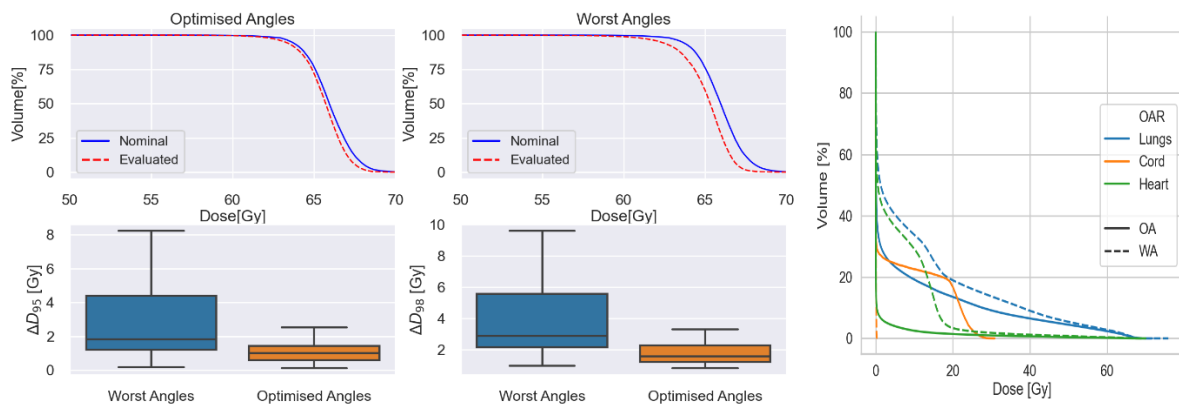 Optimised Angles
100
75
50
25
0
Volume[%]
Nominal
Evaluated
50
55
60
65
70
Dose[Gy]
Worst Angles
100
75
50
25
0
Volume[%]
Nominal
Evaluated
50
55
60
65
70
Dose[Gy]
8
6
4
2
0
ΔD95 [Gy]
Worst Angles
Optimised Angles
10
8
6
4
2
ΔD98 [Gy]
Worst Angles
Optimised Angles
100
80
60
40
20
0
Volume [%]
OAR
Lungs
Cord
Heart
OA
WA
0
20
40
60
Dose [Gy]